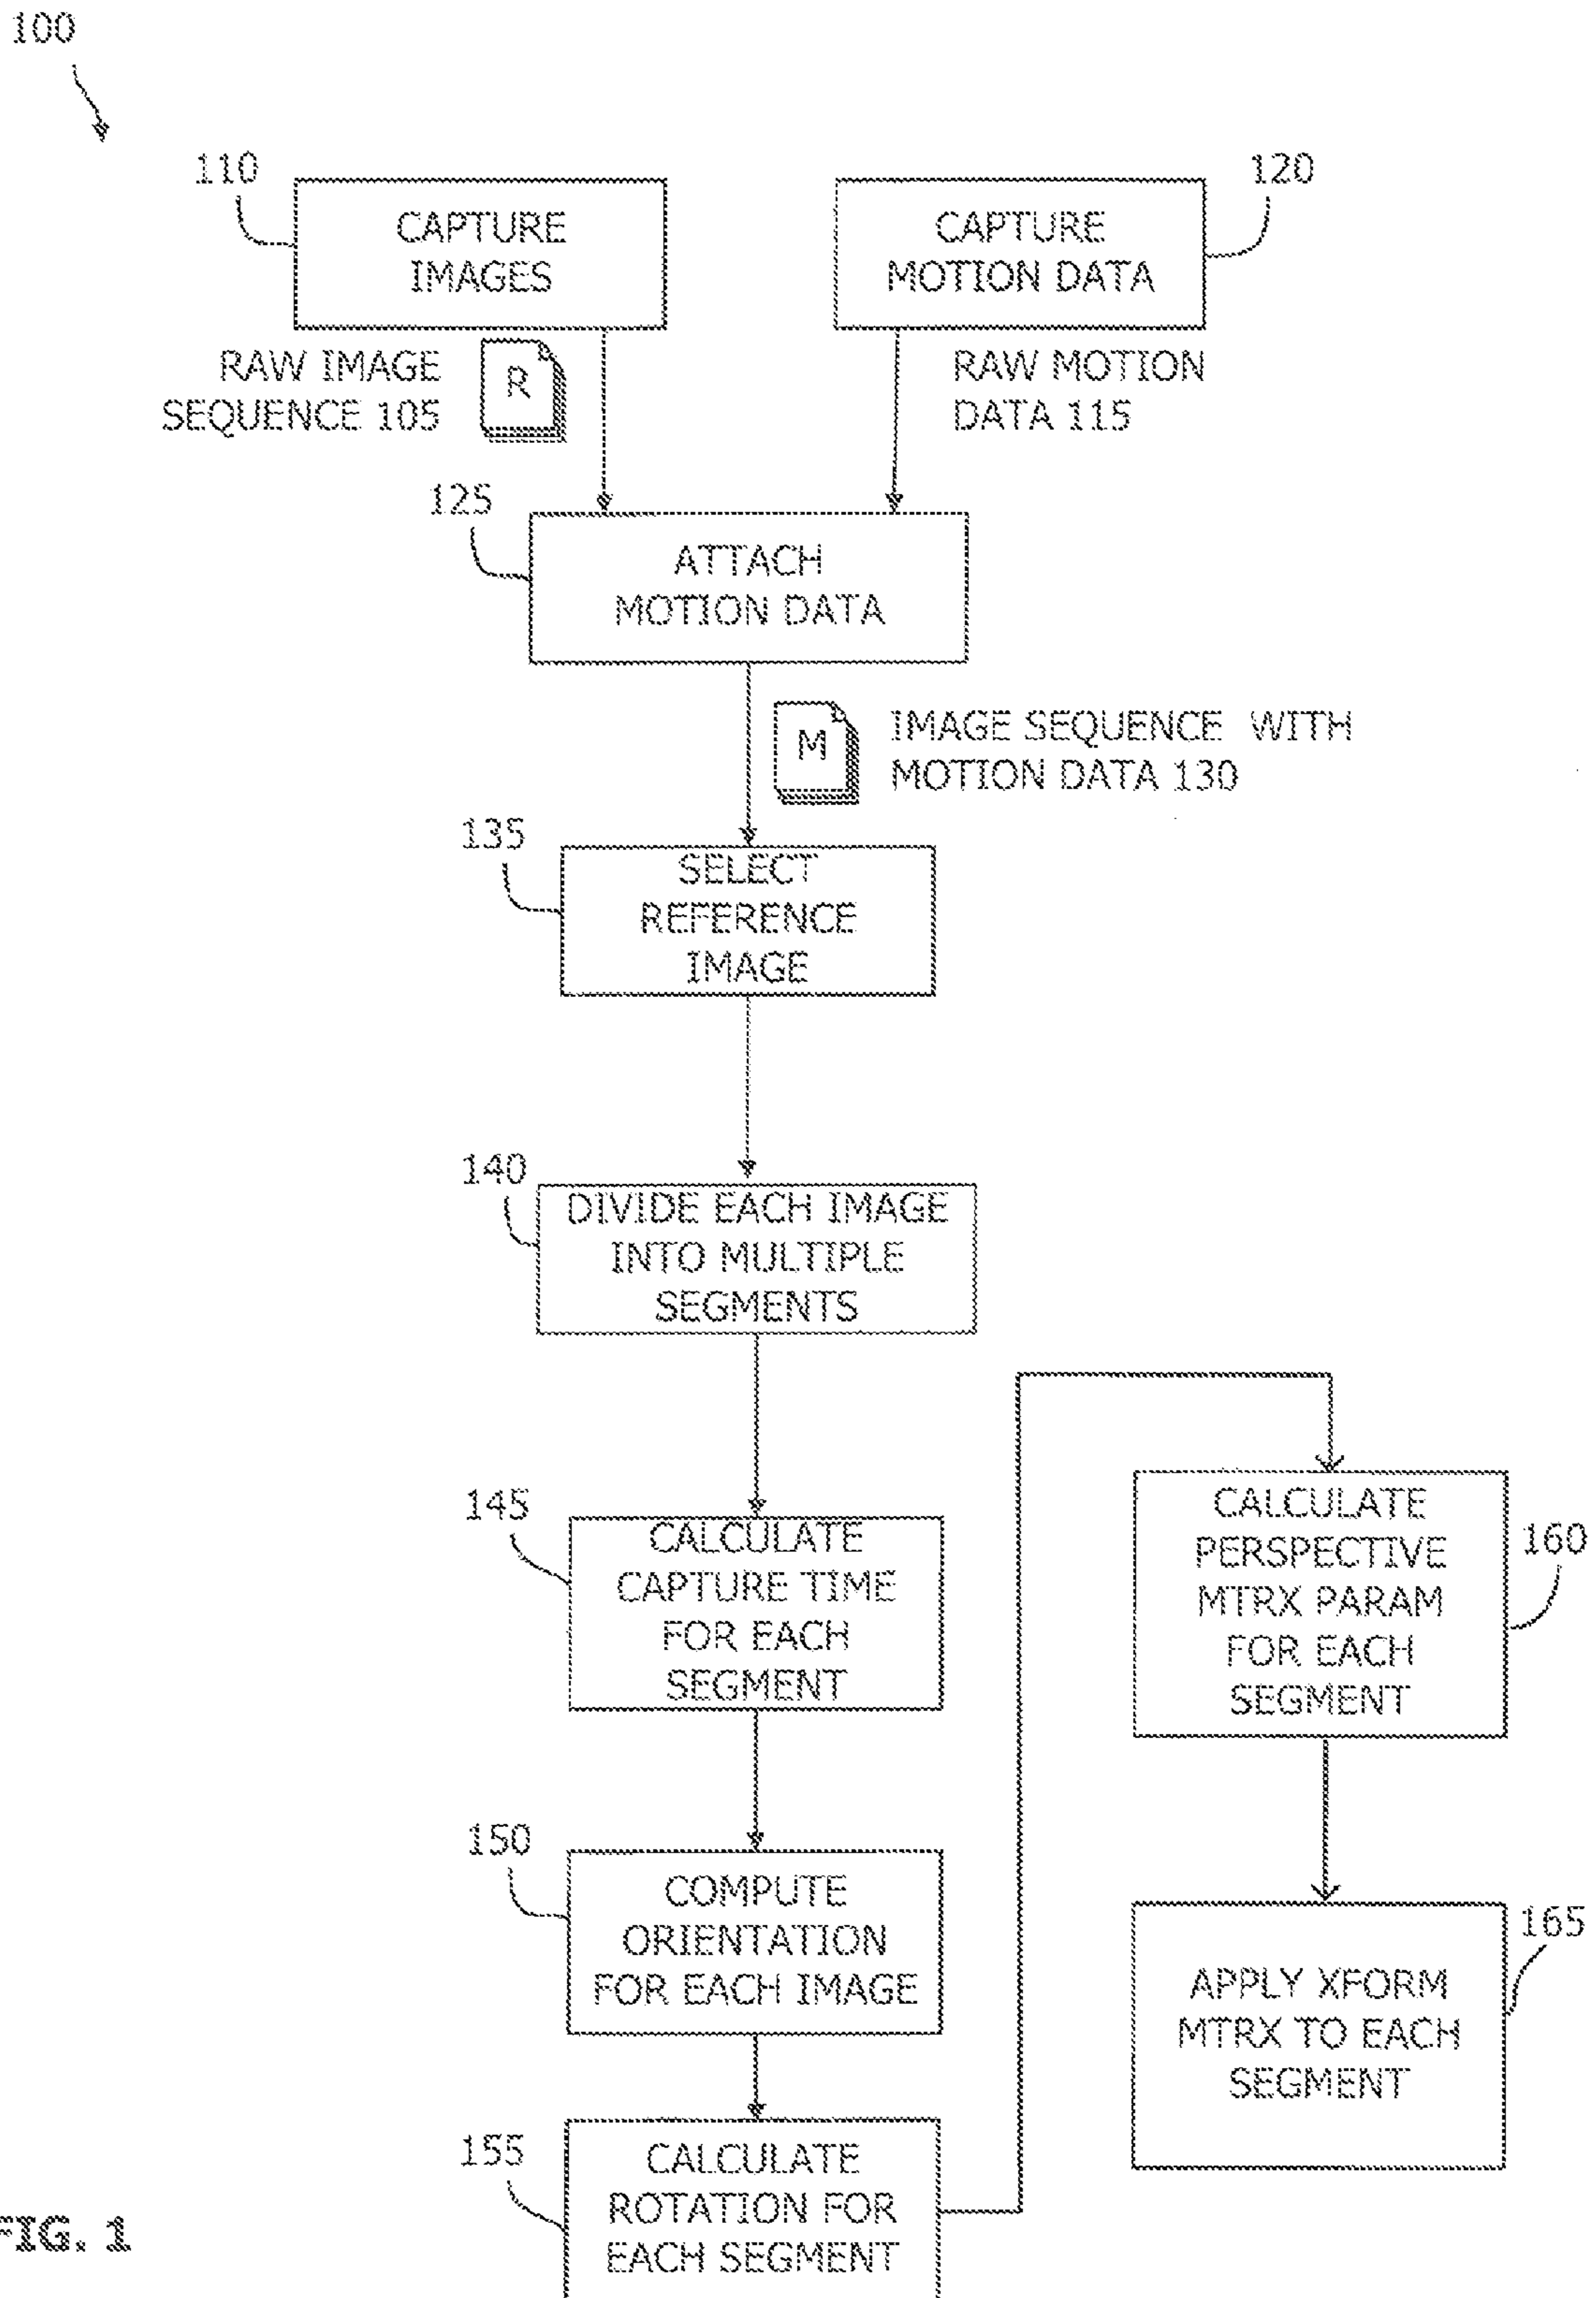 100
110
CAPTURE
IMAGES
120
CAPTURE
MOTION DATA
RAW IMAGE
SEQUENCE 105
R
RAW MOTION
DATA 115
125
ATTACH
MOTION DATA
M
IMAGE SEQUENCE WITH
MOTION DATA 130
135
SELECT
REFERENCE
IMAGE
140
DIVIDE EACH IMAGE
INTO MULTIPLE
SEGMENTS
145
CALCULATE
CAPTURE TIME
FOR EACH
SEGMENT
150
COMPUTE
ORIENTATION
FOR EACH IMAGE
155
CALCULATE
ROTATION FOR
EACH SEGMENT
CALCULATE
PERSPECTIVE
MTRX PARAM
FOR EACH
SEGMENT
160
APPLY XFORM
MTRX TO EACH
SEGMENT
165
FIG. 1